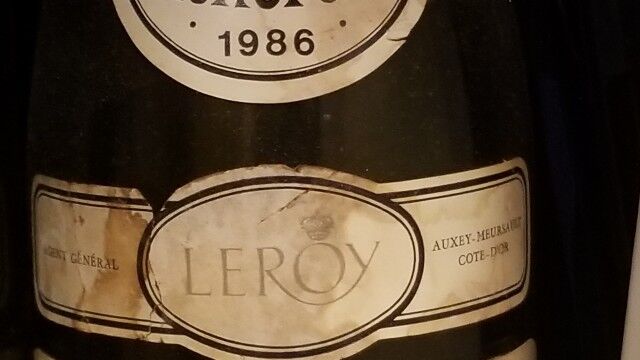 · 1986 ·
AGENT GÉNÉRAL
LEROY
AUXEY-MEURSAULT
COTE-D'OR